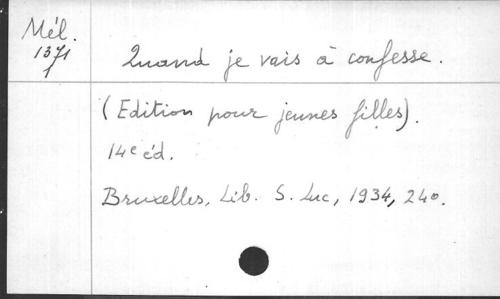 Mél.
1371
1
Quand je vais à confesse.
(Edition pour jeunes filles).
14e éd.
Bruxelles, Lib. S. Luc, 1934, 24o.